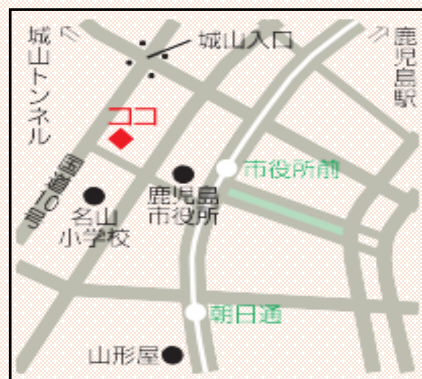 城山トンネル
城山入口
鹿児島駅
ココ
国道10号
市役所前
鹿児島
市役所
名山
小学校
朝日通
山形屋